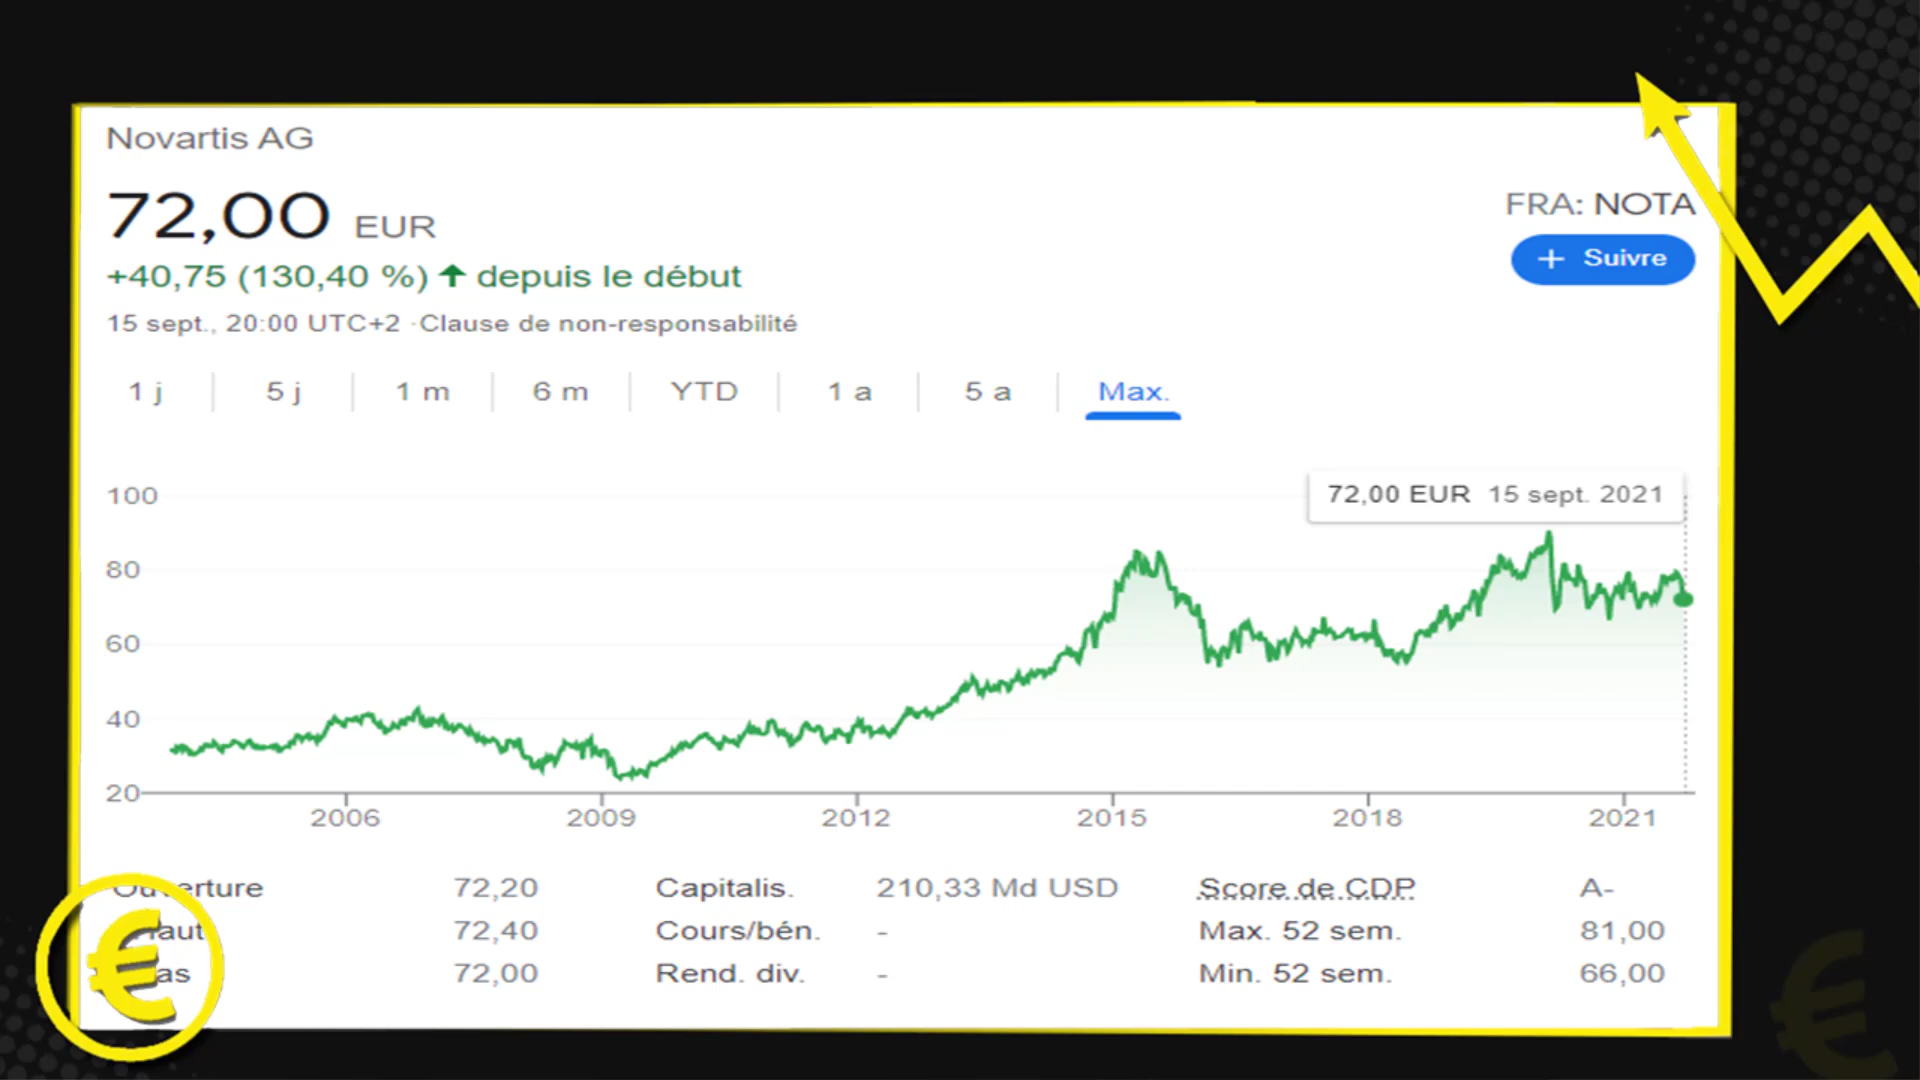 Novartis AG
72,00 EUR
FRA: NOTA
+ Suivre
+40,75 (130,40 %) ↑ depuis le début
15 sept., 20:00 UTC+2 · Clause de non-responsabilité
1 j 5 j 1 m 6 m YTD 1 a 5 a Max.
72,00 EUR 15 sept. 2021
100
80
60
40
20
2006 2009 2012 2015 2018 2021
Ouverture 72,20 Capitalis. 210,33 Md USD Score de CDP A-
72,40 Cours/bén. - Max. 52 sem. 81,00
72,00 Rend. div. - Min. 52 sem. 66,00
€
€